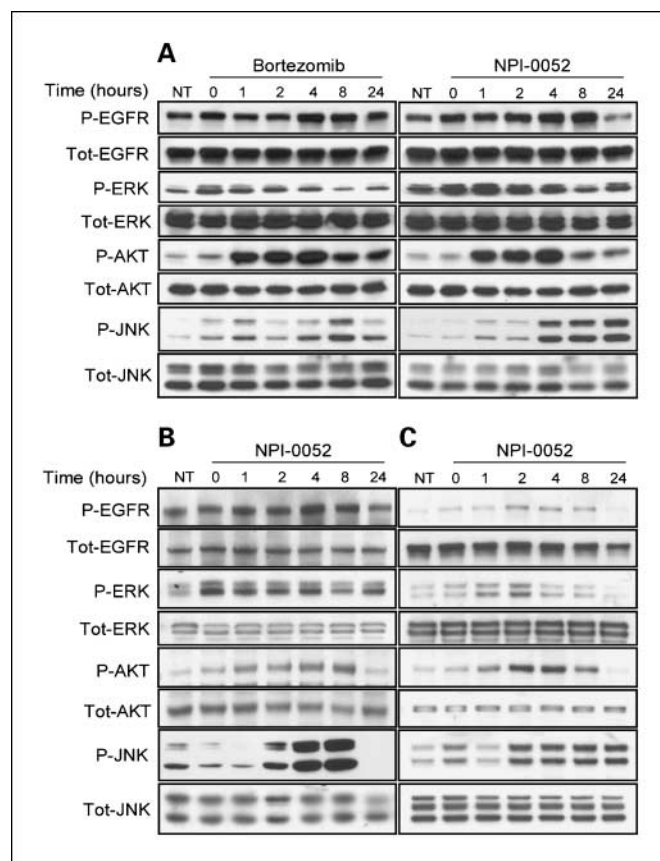 A
Bortezomib NPI-0052
Time (hours) NT 0 1 2 4 8 24 NT 0 1 2 4 8 24
P-EGFR
Tot-EGFR
P-ERK
Tot-ERK
P-AKT
Tot-AKT
P-JNK
Tot-JNK
B C
NPI-0052 NPI-0052
Time (hours) NT 0 1 2 4 8 24 NT 0 1 2 4 8 24
P-EGFR
Tot-EGFR
P-ERK
Tot-ERK
P-AKT
Tot-AKT
P-JNK
Tot-JNK